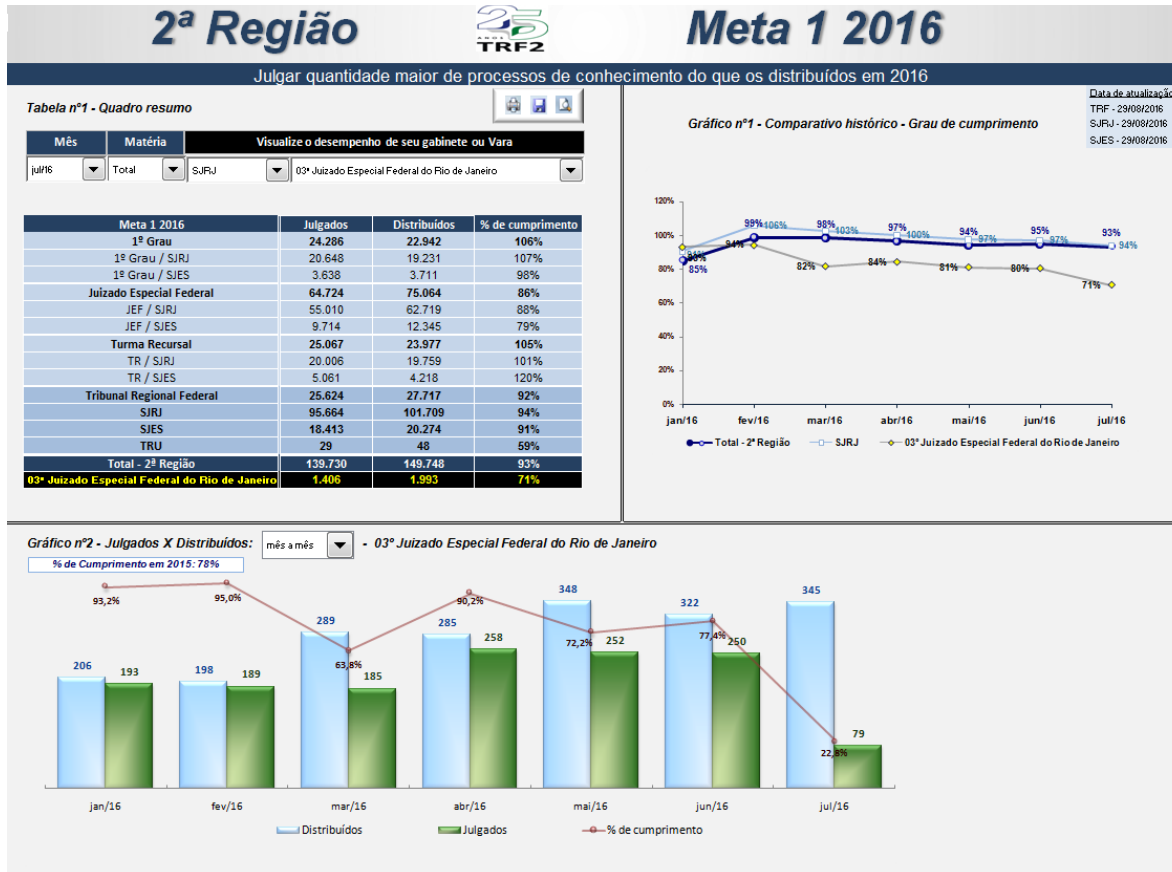 2ª Região
25
ANOS
TRF2
Meta 1 2016
Julgar quantidade maior de processos de conhecimento do que os distribuídos em 2016
Tabela nº1 - Quadro resumo
Mês Matéria Visualize o desempenho de seu gabinete ou Vara
jul/16 Total SJRJ 03º Juizado Especial Federal do Rio de Janeiro
Meta 1 2016 Julgados Distribuídos % de cumprimento
1º Grau 24.286 22.942 106%
1º Grau / SJRJ 20.648 19.231 107%
1º Grau / SJES 3.638 3.711 98%
Juizado Especial Federal 64.724 75.064 86%
JEF / SJRJ 55.010 62.719 88%
JEF / SJES 9.714 12.345 79%
Turma Recursal 25.067 23.977 105%
TR / SJRJ 20.006 19.759 101%
TR / SJES 5.061 4.218 120%
Tribunal Regional Federal 25.624 27.717 92%
SJRJ 95.664 101.709 94%
SJES 18.413 20.274 91%
TRU 29 48 59%
Total - 2ª Região 139.730 149.748 93%
03º Juizado Especial Federal do Rio de Janeiro 1.406 1.993 71%
Data de atualização
TRF - 29/08/2016
SJRJ - 29/08/2016
SJES - 29/08/2016
Gráfico nº1 - Comparativo histórico - Grau de cumprimento
120%
100%
80%
60%
40%
20%
0%
99% 106% 98% 103% 97% 100% 94% 97% 95% 97% 93% 94%
85% 94% 82% 84% 81% 80% 71%
jan/16 fev/16 mar/16 abr/16 mai/16 jun/16 jul/16
Total - 2ª Região SJRJ 03º Juizado Especial Federal do Rio de Janeiro
Gráfico nº2 - Julgados X Distribuídos: mês a mês - 03º Juizado Especial Federal do Rio de Janeiro
% de Cumprimento em 2015: 78%
93,2% 95,0% 63,8% 90,2% 72,2% 77,4% 22,8%
206 193 198 189 289 185 285 258 348 252 322 250 345 79
jan/16 fev/16 mar/16 abr/16 mai/16 jun/16 jul/16
Distribuídos Julgados % de cumprimento